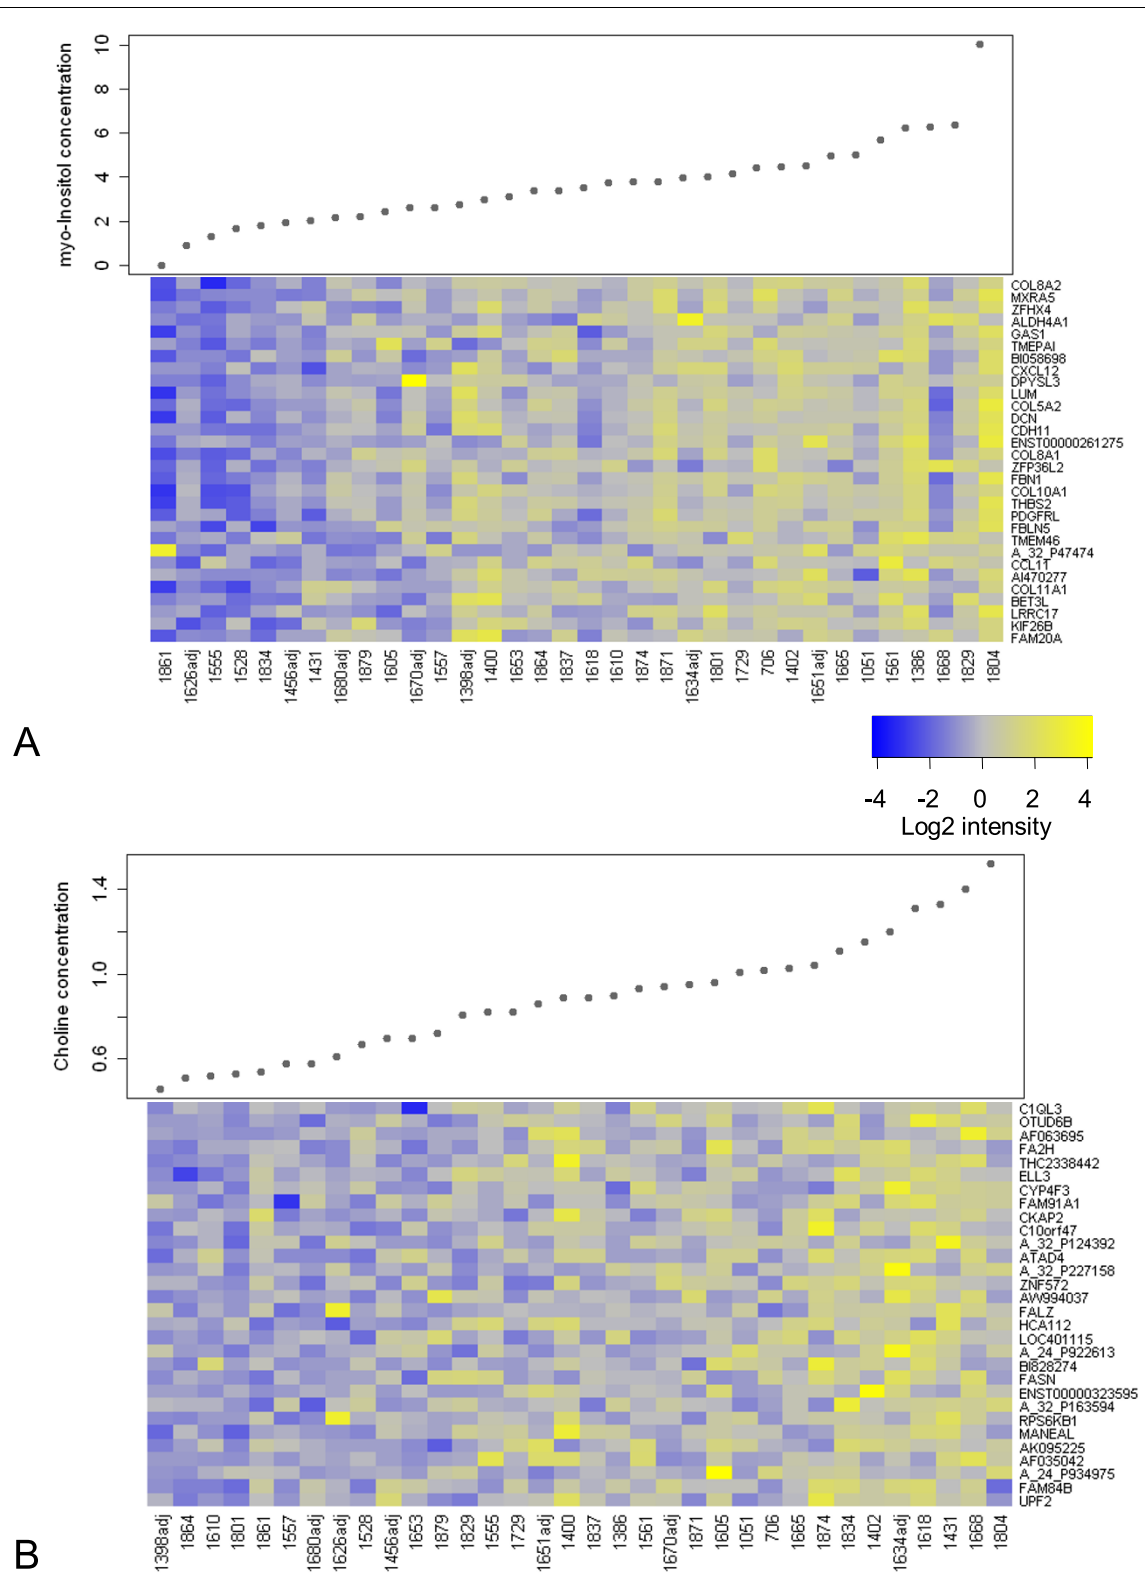 myo-Inositol concentration
10
8
6
4
2
0
COL8A2
MXRA5
ZFHX4
ALDH4A1
GAS1
TMEPAI
BI058698
CXCL12
DPYSL3
LUM
COL5A2
DCN
CDH11
ENST00000261275
COL8A1
ZFP36L2
FBN1
COL10A1
THBS2
PDGFRL
FBLN5
TMEM46
A_32_P47474
CCL11
AI470277
COL11A1
BET3L
LRRC17
KIF26B
FAM20A
1861 1626adj 1555 1528 1834 1456adj 1431 1680adj 1879 1605 1670adj 1557 1398adj 1400 1653 1864 1837 1618 1610 1874 1871 1634adj 1801 1729 706 1402 1651adj 1665 1051 1561 1386 1668 1829 1804
A
-4 -2 0 2 4
Log2 intensity
Choline concentration
1.4
1.0
0.6
C1QL3
OTUD6B
AF063695
FA2H
THC2338442
ELL3
CYP4F3
FAM91A1
CKAP2
C10orf47
A_32_P124392
ATAD4
A_32_P227158
ZNF572
AW994037
FALZ
HCA112
LOC401115
A_24_P922613
BI828274
FASN
ENST00000323595
A_32_P163594
RPS6KB1
MANEAL
AK095225
AF035042
A_24_P934975
FAM84B
UPF2
1398adj 1864 1610 1801 1861 1557 1680adj 1626adj 1528 1456adj 1653 1879 1829 1555 1729 1651adj 1400 1837 1386 1561 1670adj 1871 1605 1051 706 1665 1874 1834 1402 1634adj 1618 1431 1668 1804
B